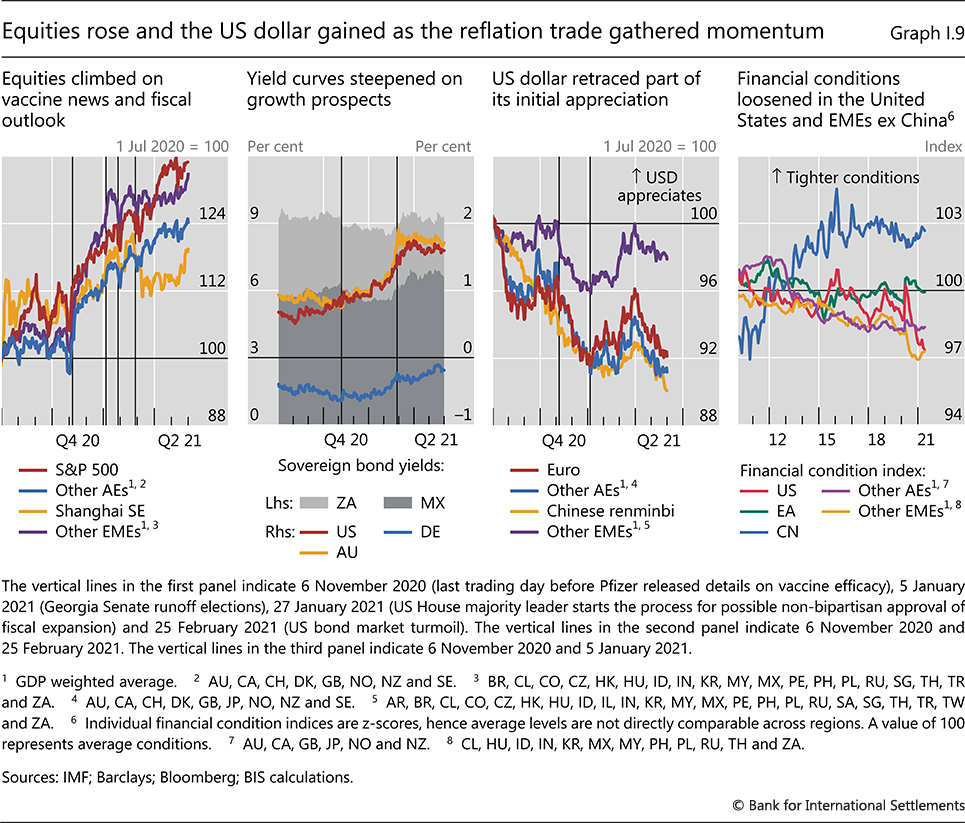 Equities rose and the US dollar gained as the reflation trade gathered momentum
Graph I.9
Equities climbed on
vaccine news and fiscal
outlook
1 Jul 2020 = 100
124
112
100
88
Q4 20
Q2 21
S&P 500
Other AEs1, 2
Shanghai SE
Other EMEs1, 3
Yield curves steepened on
growth prospects
Per cent
Per cent
9
6
3
0
2
1
0
–1
Q4 20
Q2 21
Sovereign bond yields:
Lhs:
ZA
MX
Rhs:
US
DE
AU
US dollar retraced part of
its initial appreciation
1 Jul 2020 = 100
↑ USD
appreciates
100
96
92
88
Q4 20
Q2 21
Euro
Other AEs1, 4
Chinese renminbi
Other EMEs1, 5
Financial conditions
loosened in the United
States and EMEs ex China6
Index
↑ Tighter conditions
103
100
97
94
12
15
18
21
Financial condition index:
US
Other AEs1, 7
EA
Other EMEs1, 8
CN
The vertical lines in the first panel indicate 6 November 2020 (last trading day before Pfizer released details on vaccine efficacy), 5 January
2021 (Georgia Senate runoff elections), 27 January 2021 (US House majority leader starts the process for possible non-bipartisan approval of
fiscal expansion) and 25 February 2021 (US bond market turmoil). The vertical lines in the second panel indicate 6 November 2020 and
25 February 2021. The vertical lines in the third panel indicate 6 November 2020 and 5 January 2021.
1 GDP weighted average. 2 AU, CA, CH, DK, GB, NO, NZ and SE. 3 BR, CL, CO, CZ, HK, HU, ID, IN, KR, MY, MX, PE, PH, PL, RU, SG, TH, TR
and ZA. 4 AU, CA, CH, DK, GB, JP, NO, NZ and SE. 5 AR, BR, CL, CO, CZ, HK, HU, ID, IL, IN, KR, MY, MX, PE, PH, PL, RU, SA, SG, TH, TR, TW
and ZA. 6 Individual financial condition indices are z-scores, hence average levels are not directly comparable across regions. A value of 100
represents average conditions. 7 AU, CA, GB, JP, NO and NZ. 8 CL, HU, ID, IN, KR, MX, MY, PH, PL, RU, TH and ZA.
Sources: IMF; Barclays; Bloomberg; BIS calculations.
© Bank for International Settlements